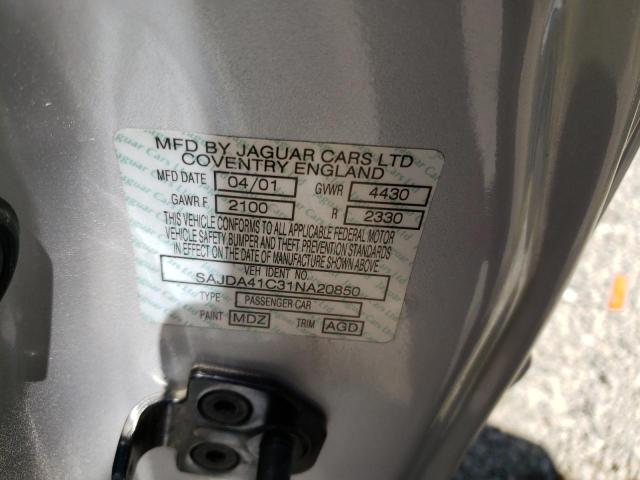 MFD BY JAGUAR CARS LTD
COVENTRY ENGLAND
MFD DATE 04/01 GVWR 4430
GAWR F 2100 R 2330
THIS VEHICLE CONFORMS TO ALL APPLICABLE FEDERAL MOTOR
VEHICLE SAFETY BUMPER AND THEFT PREVENTION STANDARDS
IN EFFECT ON THE DATE OF MANUFACTURE SHOWN ABOVE
VEH IDENT NO
SAJDA41C31NA20850
TYPE PASSENGER CAR
PAINT MDZ TRIM AGD